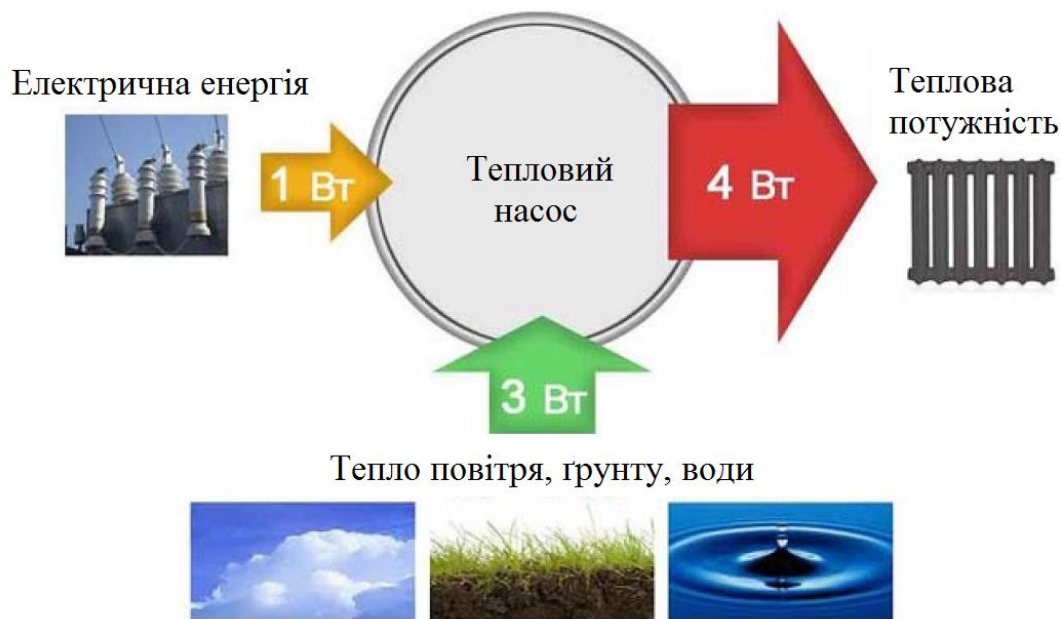 Електрична енергія
1 Вт
Тепловий
насос
4 Вт
Теплова
потужність
3 Вт
Тепло повітря, ґрунту, води